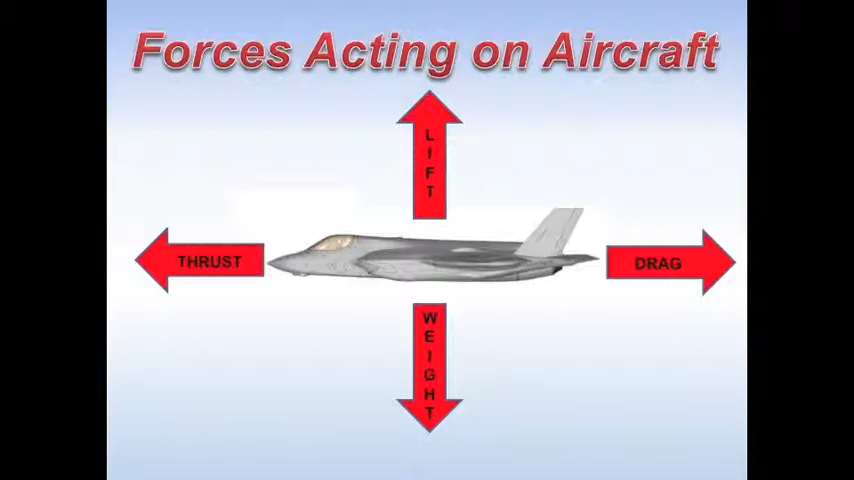 Forces Acting on Aircraft
LIFT
THRUST
DRAG
WEIGHT